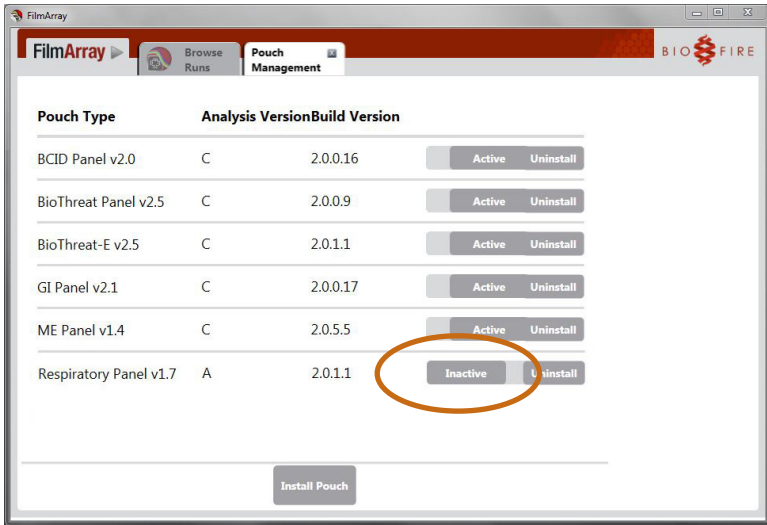 FilmArray
FilmArray
Browse Runs
Pouch Management
BIO FIRE
Pouch Type Analysis Version Build Version
BCID Panel v2.0 C 2.0.0.16 Active Uninstall
BioThreat Panel v2.5 C 2.0.0.9 Active Uninstall
BioThreat-E v2.5 C 2.0.1.1 Active Uninstall
GI Panel v2.1 C 2.0.0.17 Active Uninstall
ME Panel v1.4 C 2.0.5.5 Active Uninstall
Respiratory Panel v1.7 A 2.0.1.1 Inactive Uninstall
Install Pouch